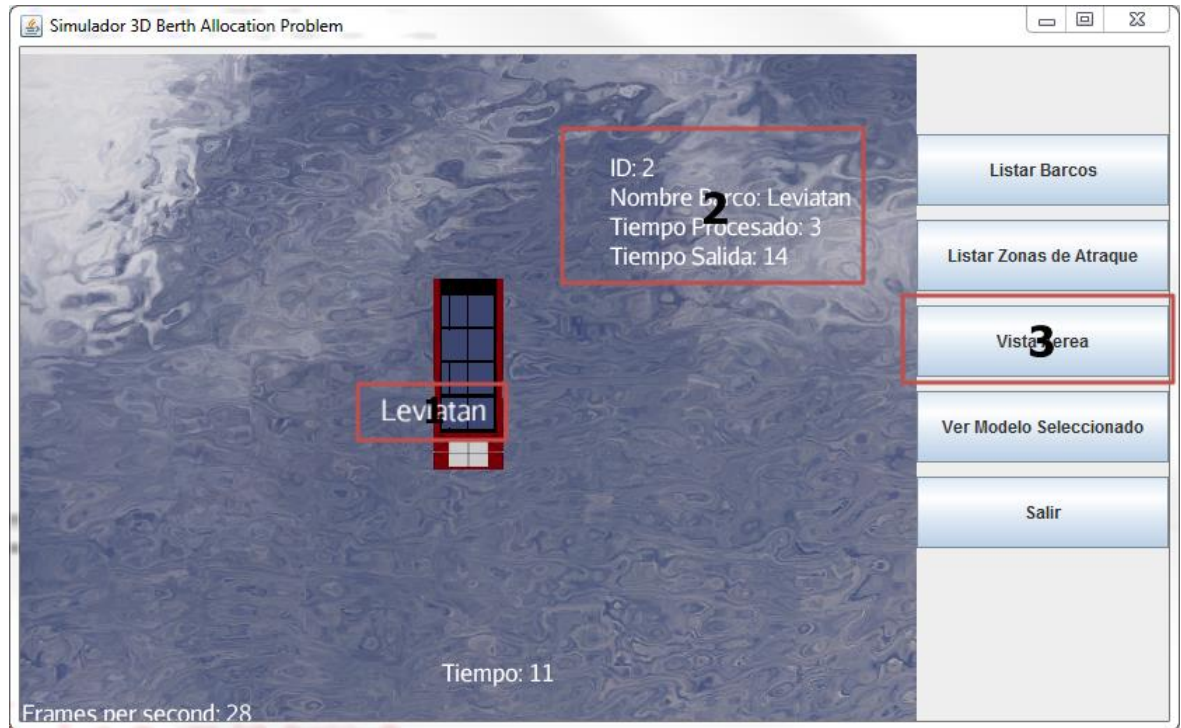 Simulador 3D Berth Allocation Problem
ID: 2
Nombre Barco: Leviatan
2
Tiempo Procesado: 3
Tiempo Salida: 14
Leviatan
1
Tiempo: 11
Frames per second: 28
Listar Barcos
Listar Zonas de Atraque
Vista Aerea
3
Ver Modelo Seleccionado
Salir